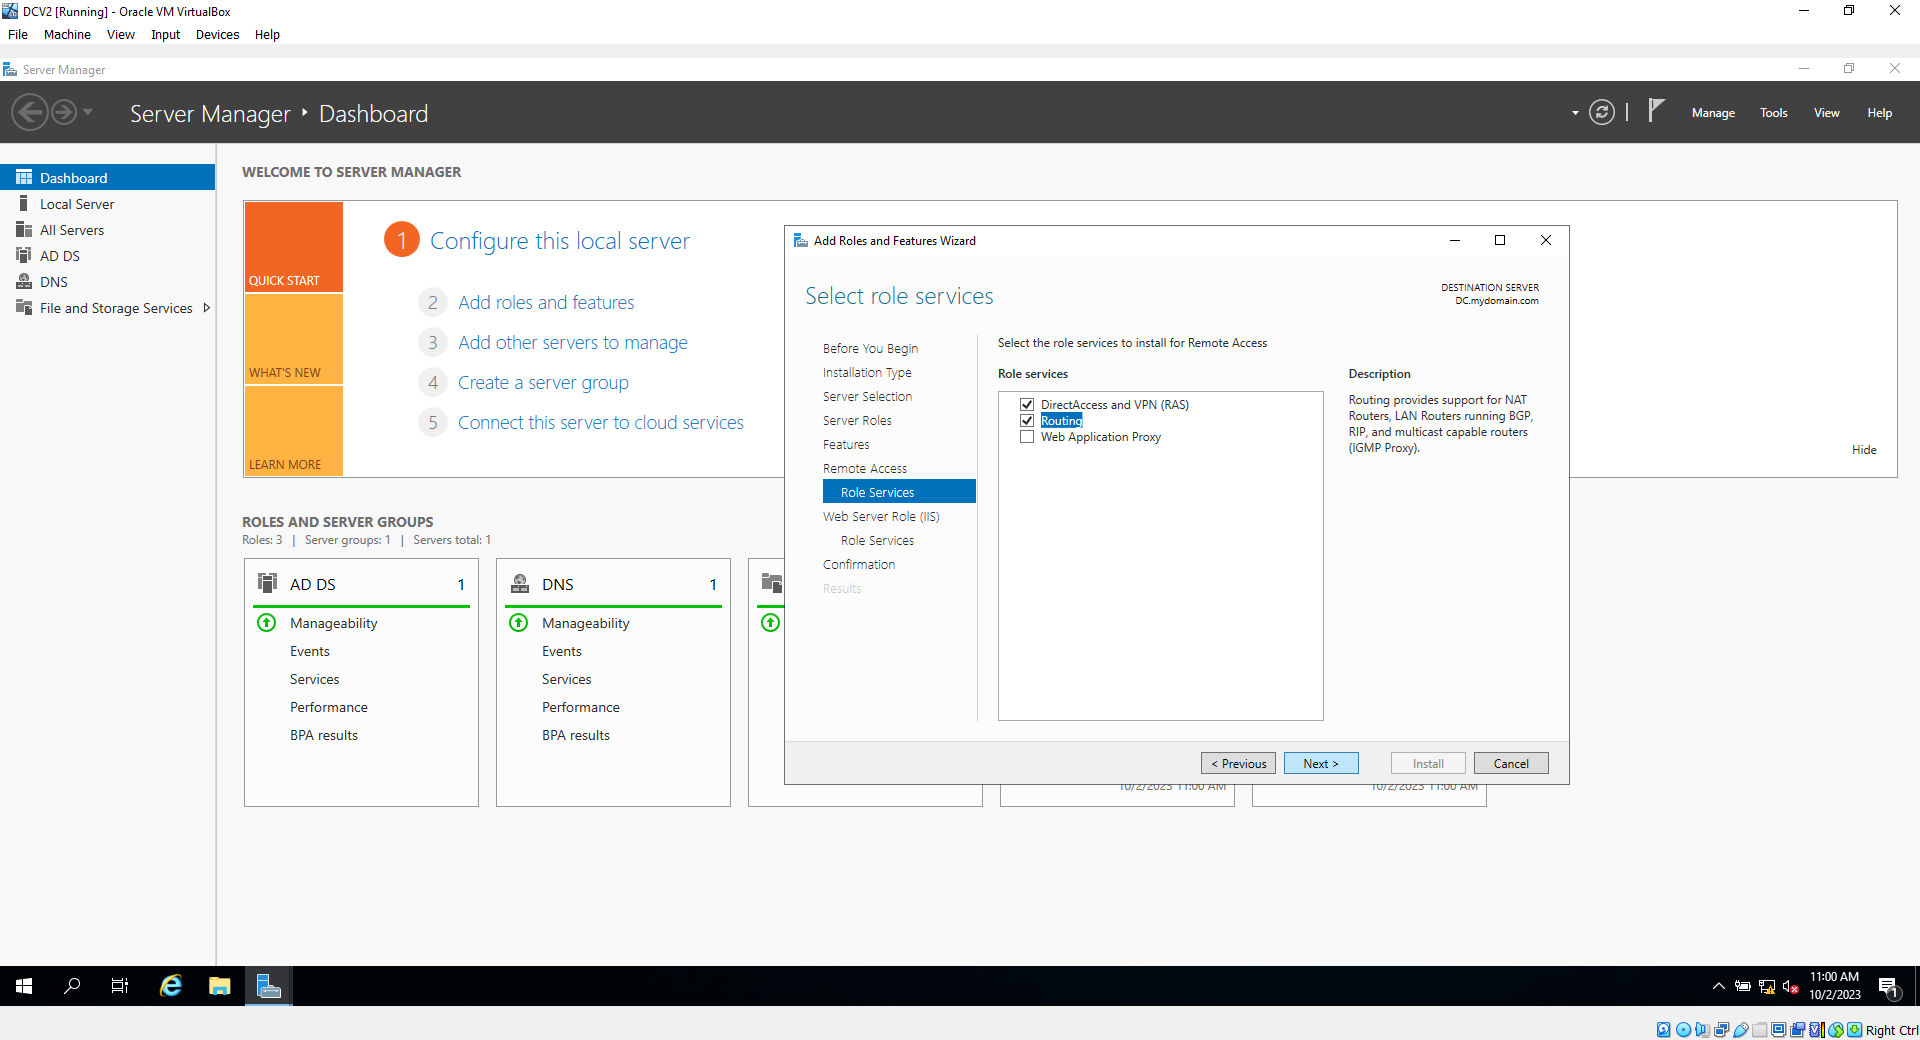 DCV2 [Running] - Oracle VM VirtualBox
File Machine View Input Devices Help
Server Manager
Server Manager Dashboard
Manage Tools View Help
Dashboard
Local Server
All Servers
AD DS
DNS
File and Storage Services
WELCOME TO SERVER MANAGER
QUICK START
WHAT'S NEW
LEARN MORE
1 Configure this local server
2 Add roles and features
3 Add other servers to manage
4 Create a server group
5 Connect this server to cloud services
Hide
ROLES AND SERVER GROUPS
Roles: 3 | Server groups: 1 | Servers total: 1
AD DS 1
Manageability
Events
Services
Performance
BPA results
DNS 1
Manageability
Events
Services
Performance
BPA results
10/2/2023 11:00 AM
10/2/2023 11:00 AM
Add Roles and Features Wizard
Select role services
DESTINATION SERVER
DC.mydomain.com
Before You Begin
Installation Type
Server Selection
Server Roles
Features
Remote Access
Role Services
Web Server Role (IIS)
Role Services
Confirmation
Results
Select the role services to install for Remote Access
Role services
DirectAccess and VPN (RAS)
Routing
Web Application Proxy
Description
Routing provides support for NAT
Routers, LAN Routers running BGP,
RIP, and multicast capable routers
(IGMP Proxy).
< Previous Next > Install Cancel
11:00 AM
10/2/2023
1
Right Ctrl